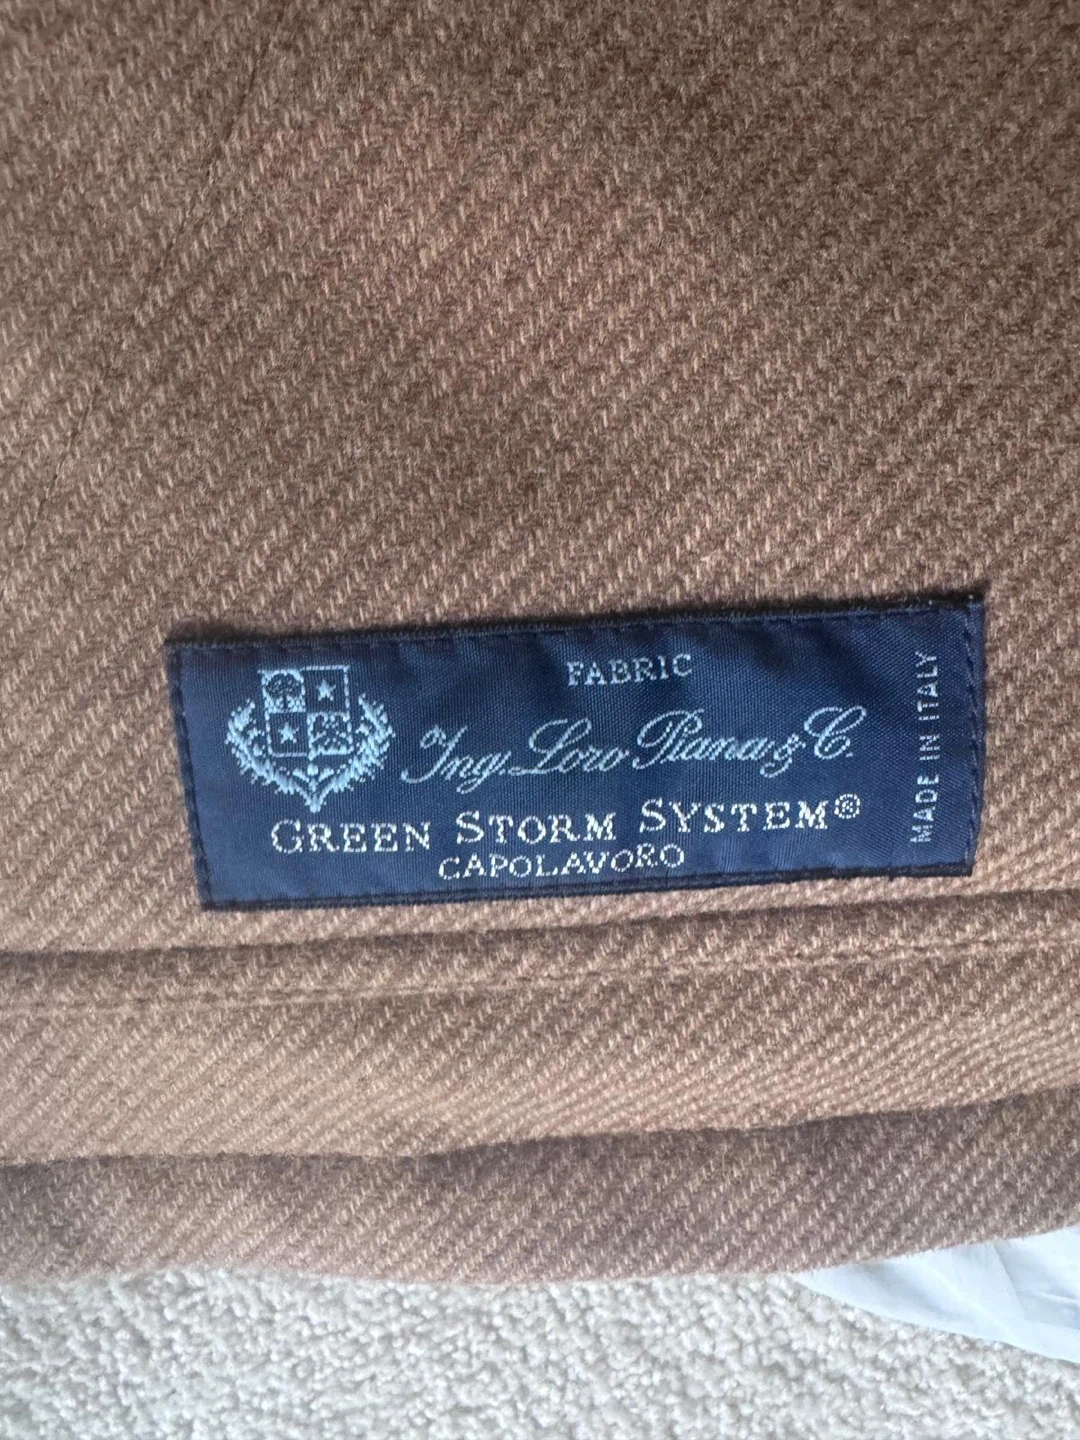 FABRIC
Ing. Loro Piana & C.
GREEN STORM SYSTEM®
CAPOLAVORO
MADE IN ITALY